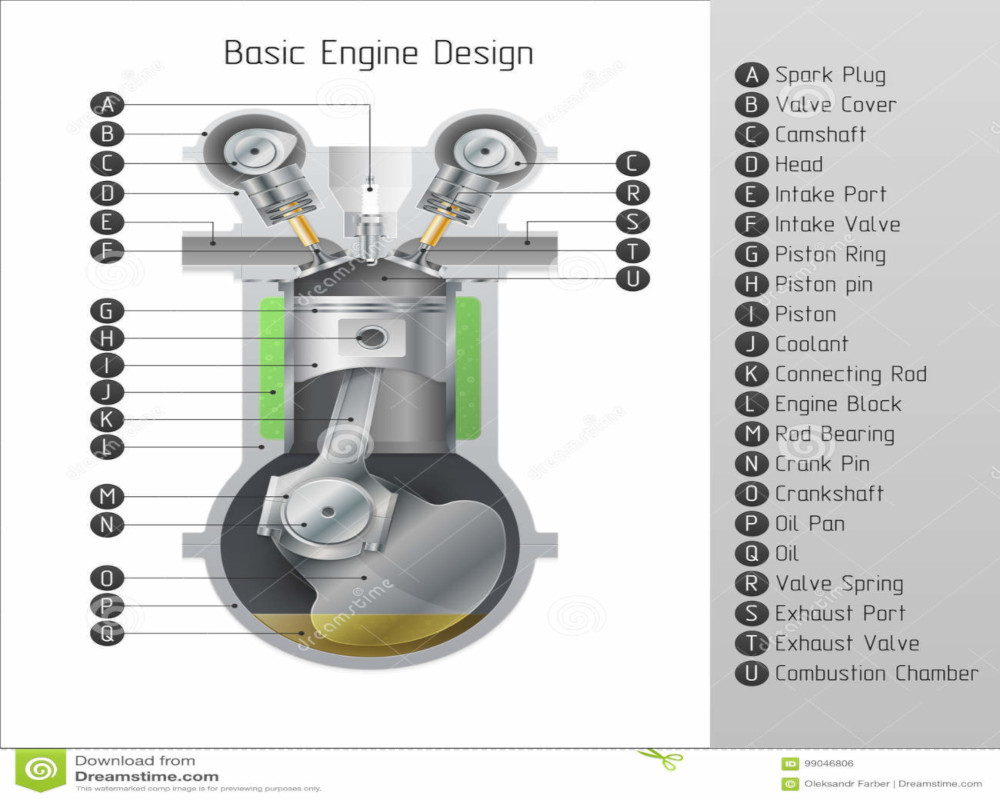 Basic Engine Design
A
B
C
D
E
F
G
H
I
J
K
L
M
N
O
P
Q
C
R
S
T
U
A Spark Plug
B Valve Cover
C Camshaft
D Head
E Intake Port
F Intake Valve
G Piston Ring
H Piston pin
I Piston
J Coolant
K Connecting Rod
L Engine Block
M Rod Bearing
N Crank Pin
O Crankshaft
P Oil Pan
Q Oil
R Valve Spring
S Exhaust Port
T Exhaust Valve
U Combustion Chamber
dreamstime
dreamstime
dreamstime
Download from
Dreamstime.com
This watermarked comp image is for previewing purposes only.
ID 99046806
Oleksandr Farber | Dreamstime.com